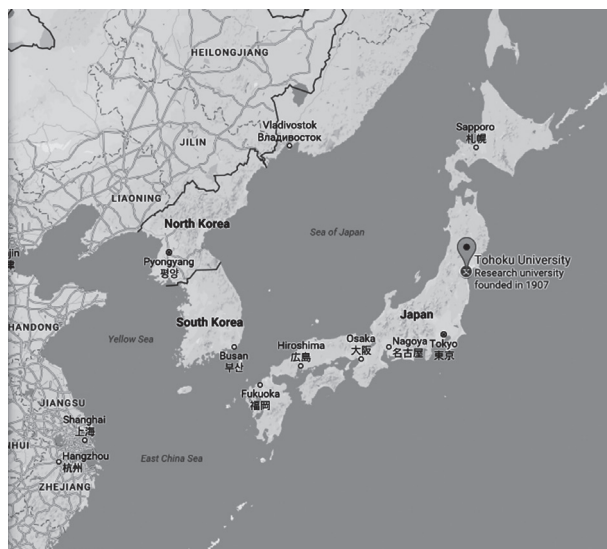 HEILONGJIANG
Vladivostok
Владивосток
Sapporo
札幌
JILIN
LIAONING
North Korea
Sea of Japan
Tohoku University
Research university
founded in 1907
jin
津
Pyongyang
평양
Japan
South Korea
HANDONG
Yellow Sea
Hiroshima
広島
Osaka
大阪
Nagoya
名古屋
Tokyo
東京
Busan
부산
Fukuoka
福岡
JIANGSU
Shanghai
上海
NHUI
Hangzhou
杭州
East China Sea
ZHEJIANG